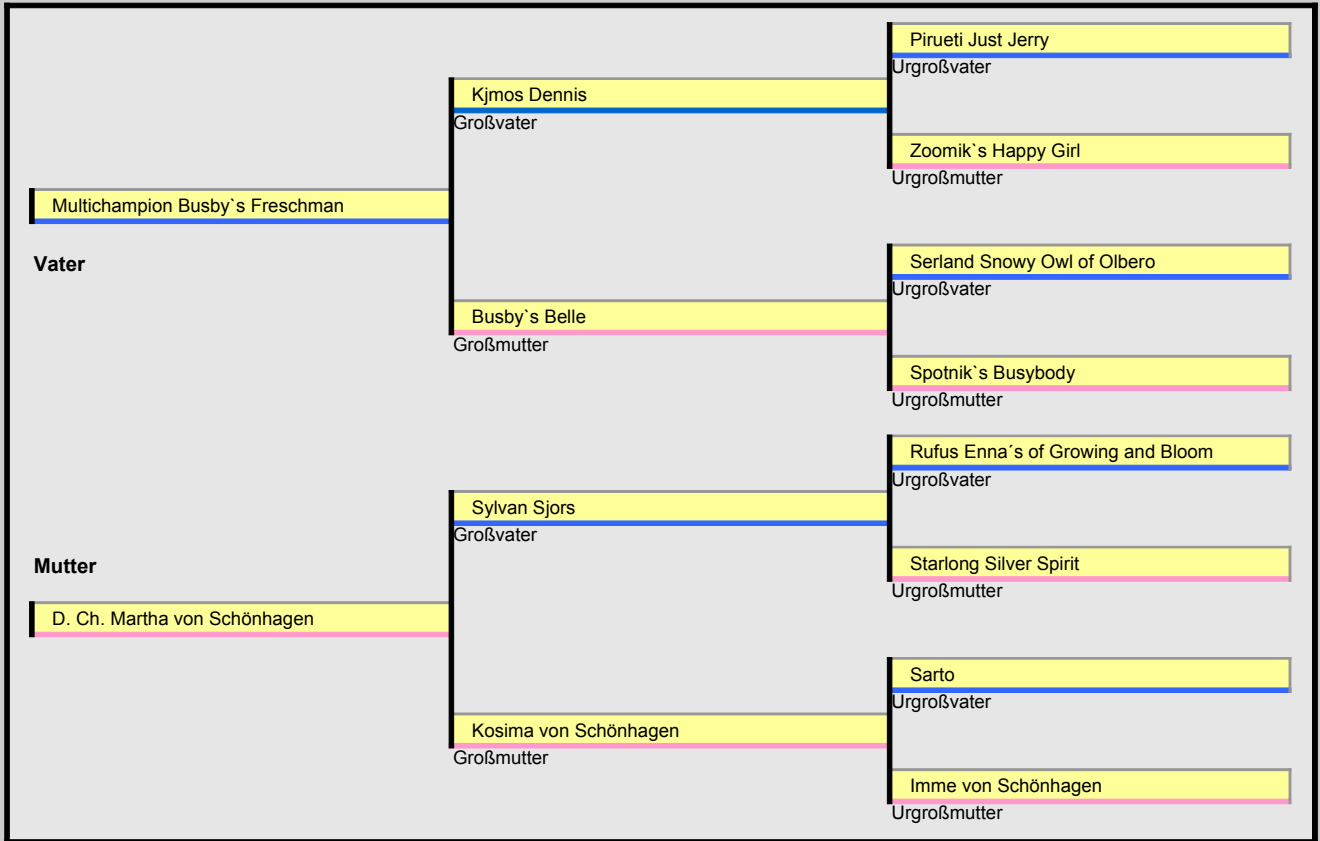 Pirueti Just Jerry
Urgroßvater
Kjmos Dennis
Großvater
Zoomik`s Happy Girl
Urgroßmutter
Multichampion Busby`s Freschman
Vater
Serland Snowy Owl of Olbero
Urgroßvater
Busby`s Belle
Großmutter
Spotnik`s Busybody
Urgroßmutter
Rufus Enna´s of Growing and Bloom
Urgroßvater
Sylvan Sjors
Großvater
Mutter
Starlong Silver Spirit
Urgroßmutter
D. Ch. Martha von Schönhagen
Sarto
Urgroßvater
Kosima von Schönhagen
Großmutter
Imme von Schönhagen
Urgroßmutter